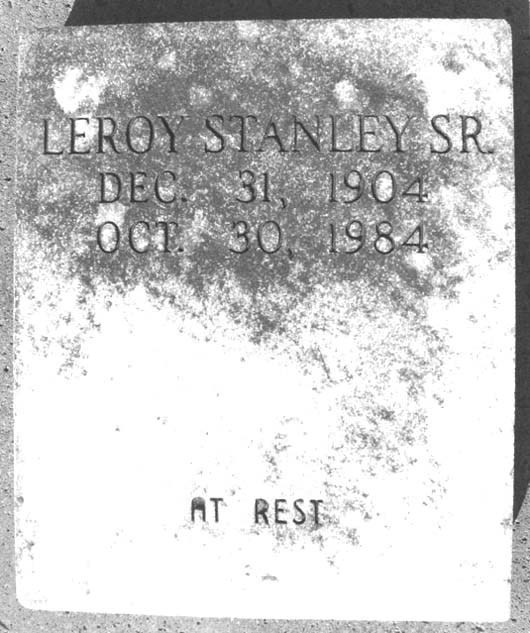 LEROY STANLEY SR.
DEC. 31, 1904
OCT. 30, 1984
AT REST